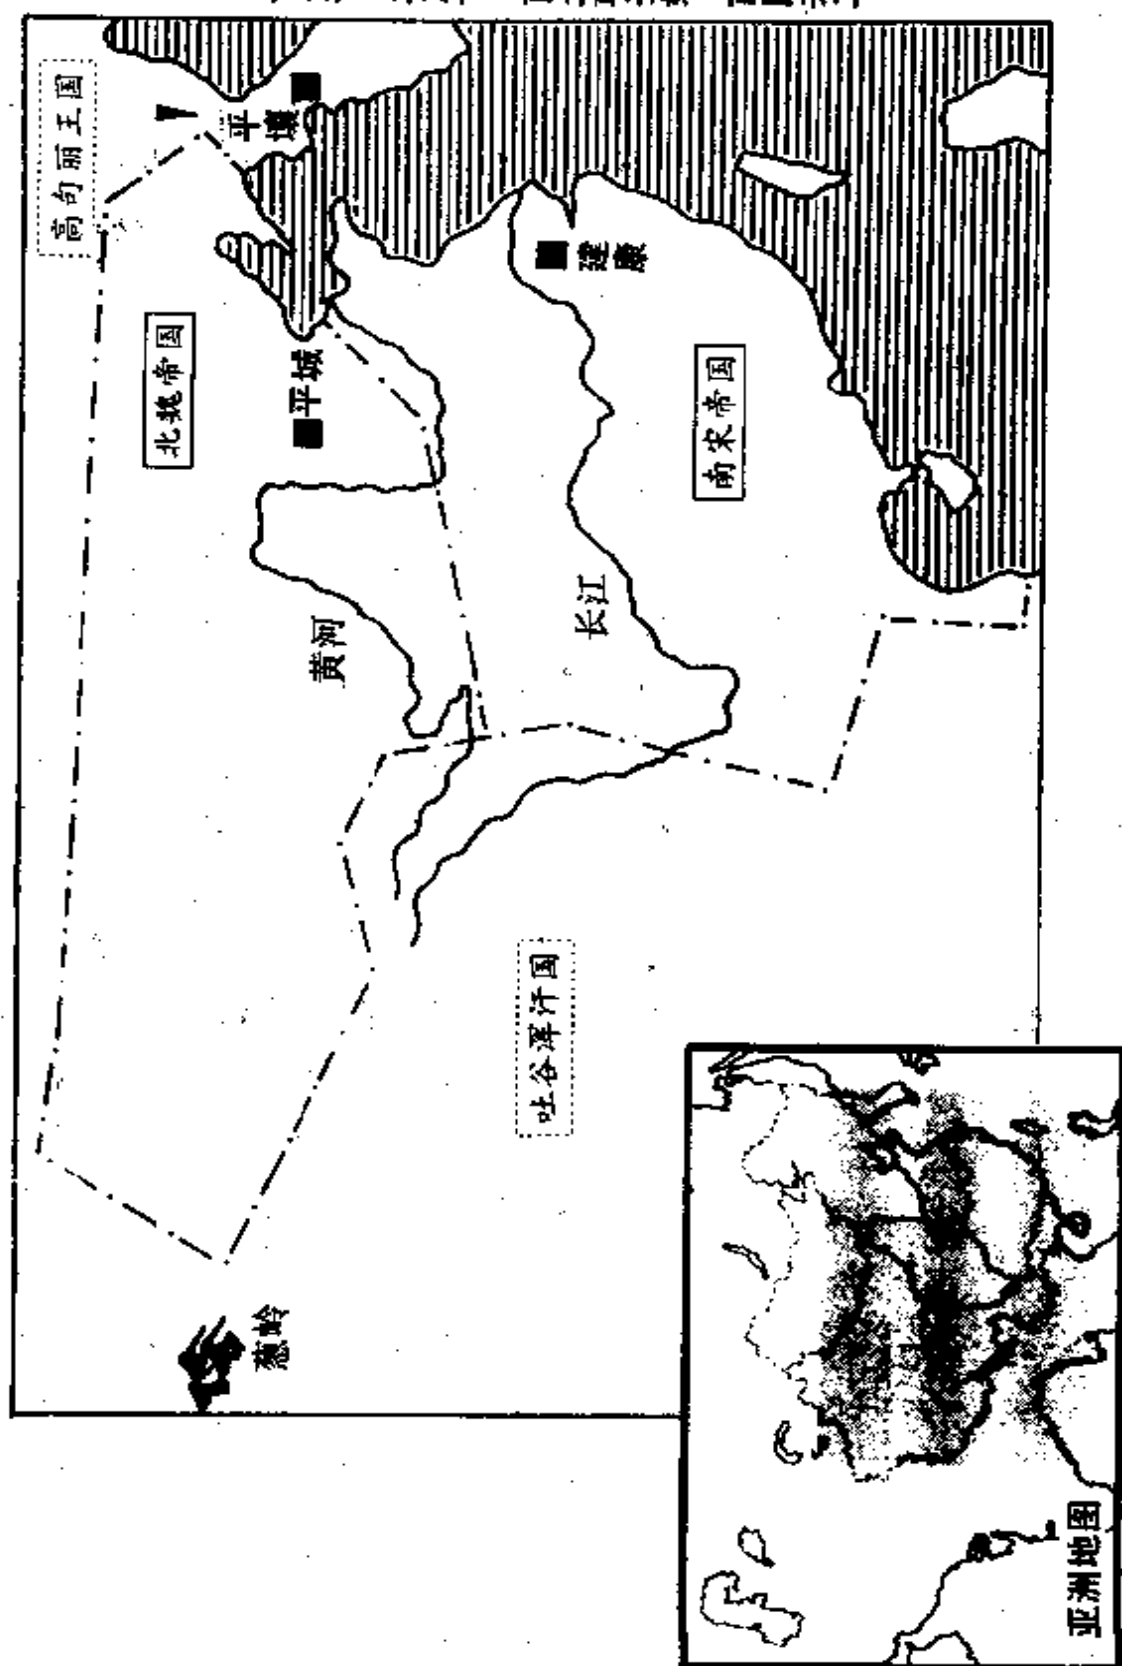 高句丽王国
平壤
北魏帝国
平城
建康
南宋帝国
黄河
长江
吐谷浑汗国
葱岭
亚洲地图